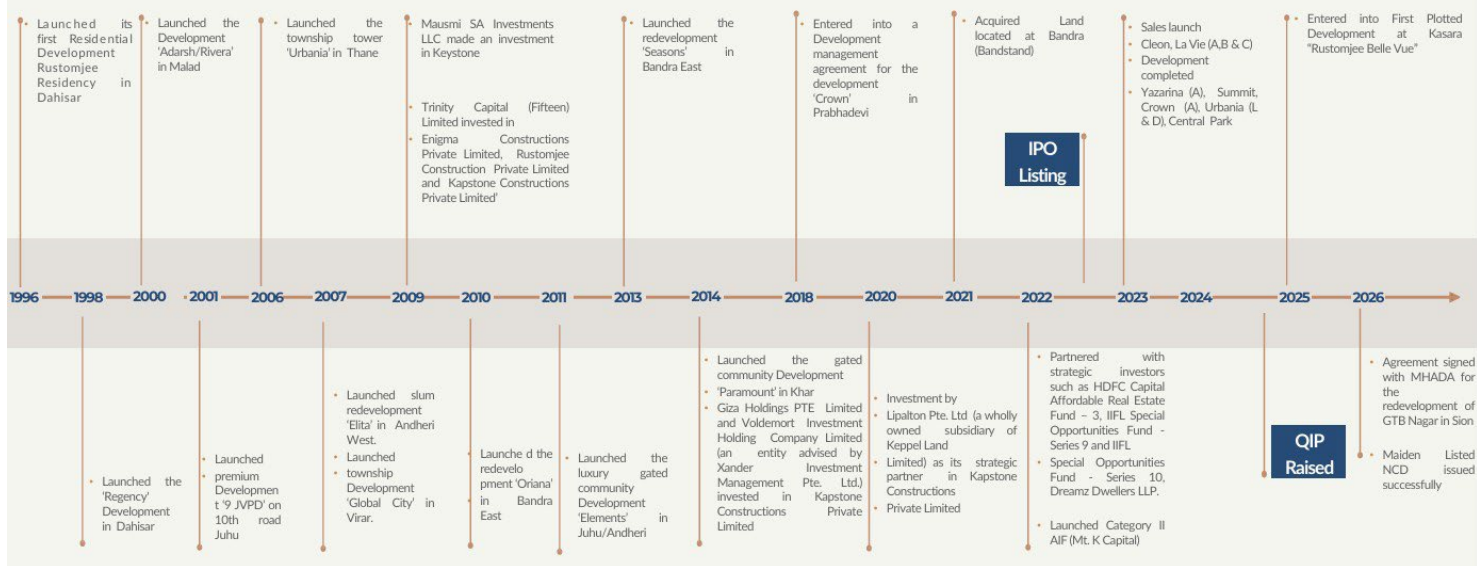 Launched its
first Residential
Development
Rustomjee
Residency in
Dahisar
Launched the
Development
'Adarsh/Rivera'
in Malad
Launched the
township tower
'Urbania' in Thane
Mausmi SA Investments
LLC made an investment
in Keystone
Trinity Capital (Fifteen)
Limited invested in
Enigma Constructions
Private Limited, Rustomjee
Construction Private Limited
and Kapstone Constructions
Private Limited'
Launched the
redevelopment
'Seasons' in
Bandra East
Entered into a
Development
management
agreement for the
development
'Crown' in
Prabhadevi
Acquired Land
located at Bandra
(Bandstand)
IPO
Listing
Sales launch
Cleon, La Vie (A,B & C)
Development
completed
Yazarina (A), Summit,
Crown (A), Urbania (L
& D), Central Park
Entered into First Plotted
Development at Kasara
"Rustomjee Belle Vue"
1996 1998 2000 2001 2006 2007 2009 2010 2011 2013 2014 2018 2020 2021 2022 2023 2024 2025 2026
Launched the
'Regency'
Development
in Dahisar
Launched
premium
Developmen
t '9 JVPD' on
10th road
Juhu
Launched slum
redevelopment
'Elita' in Andheri
West.
Launched
township
Development
'Global City' in
Virar.
Launche d the
redevelo
pment 'Oriana'
in Bandra
East
Launched the
luxury gated
community
Development
'Elements' in
Juhu/Andheri
Launched the gated
community Development
'Paramount' in Khar
Giza Holdings PTE Limited
and Voldemort Investment
Holding Company Limited
(an entity advised by
Xander Investment
Management Pte. Ltd.)
invested in Kapstone
Constructions Private
Limited
Investment by
Lipalton Pte. Ltd (a wholly
owned subsidiary of
Keppel Land
Limited) as its strategic
partner in Kapstone
Constructions
Private Limited
Partnered with
strategic investors
such as HDFC Capital
Affordable Real Estate
Fund – 3, IIFL Special
Opportunities Fund -
Series 9 and IIFL
Special Opportunities
Fund - Series 10,
Dreamz Dwellers LLP.
Launched Category II
AIF (Mt. K Capital)
QIP
Raised
Agreement signed
with MHADA for
the
redevelopment of
GTB Nagar in Sion
Maiden Listed
NCD issued
successfully